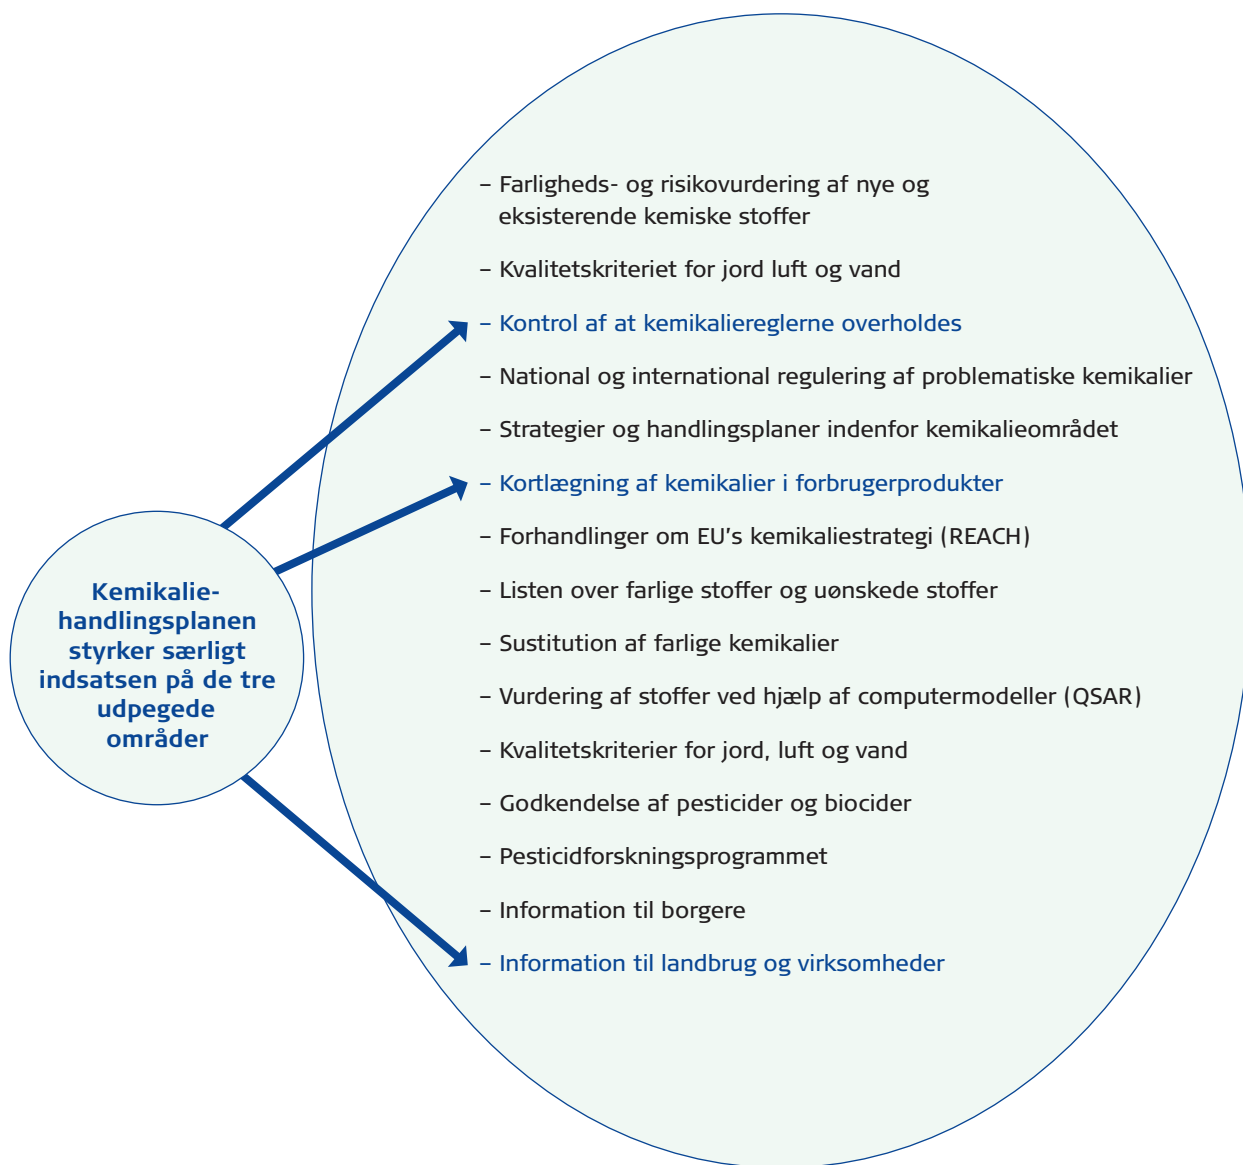 – Farligheds- og risikovurdering af nye og
eksisterende kemiske stoffer
– Kvalitetskriteriet for jord luft og vand
– Kontrol af at kemikaliereglerne overholdes
– National og international regulering af problematiske kemikalier
– Strategier og handlingsplaner indenfor kemikalieområdet
– Kortlægning af kemikalier i forbrugerprodukter
– Forhandlinger om EU's kemikaliestrategi (REACH)
– Listen over farlige stoffer og uønskede stoffer
– Sustitution af farlige kemikalier
– Vurdering af stoffer ved hjælp af computermodeller (QSAR)
– Kvalitetskriterier for jord, luft og vand
– Godkendelse af pesticider og biocider
– Pesticidforskningsprogrammet
– Information til borgere
– Information til landbrug og virksomheder
Kemikalie-
handlingsplanen
styrker særligt
indsatsen på de tre
udpegede
områder